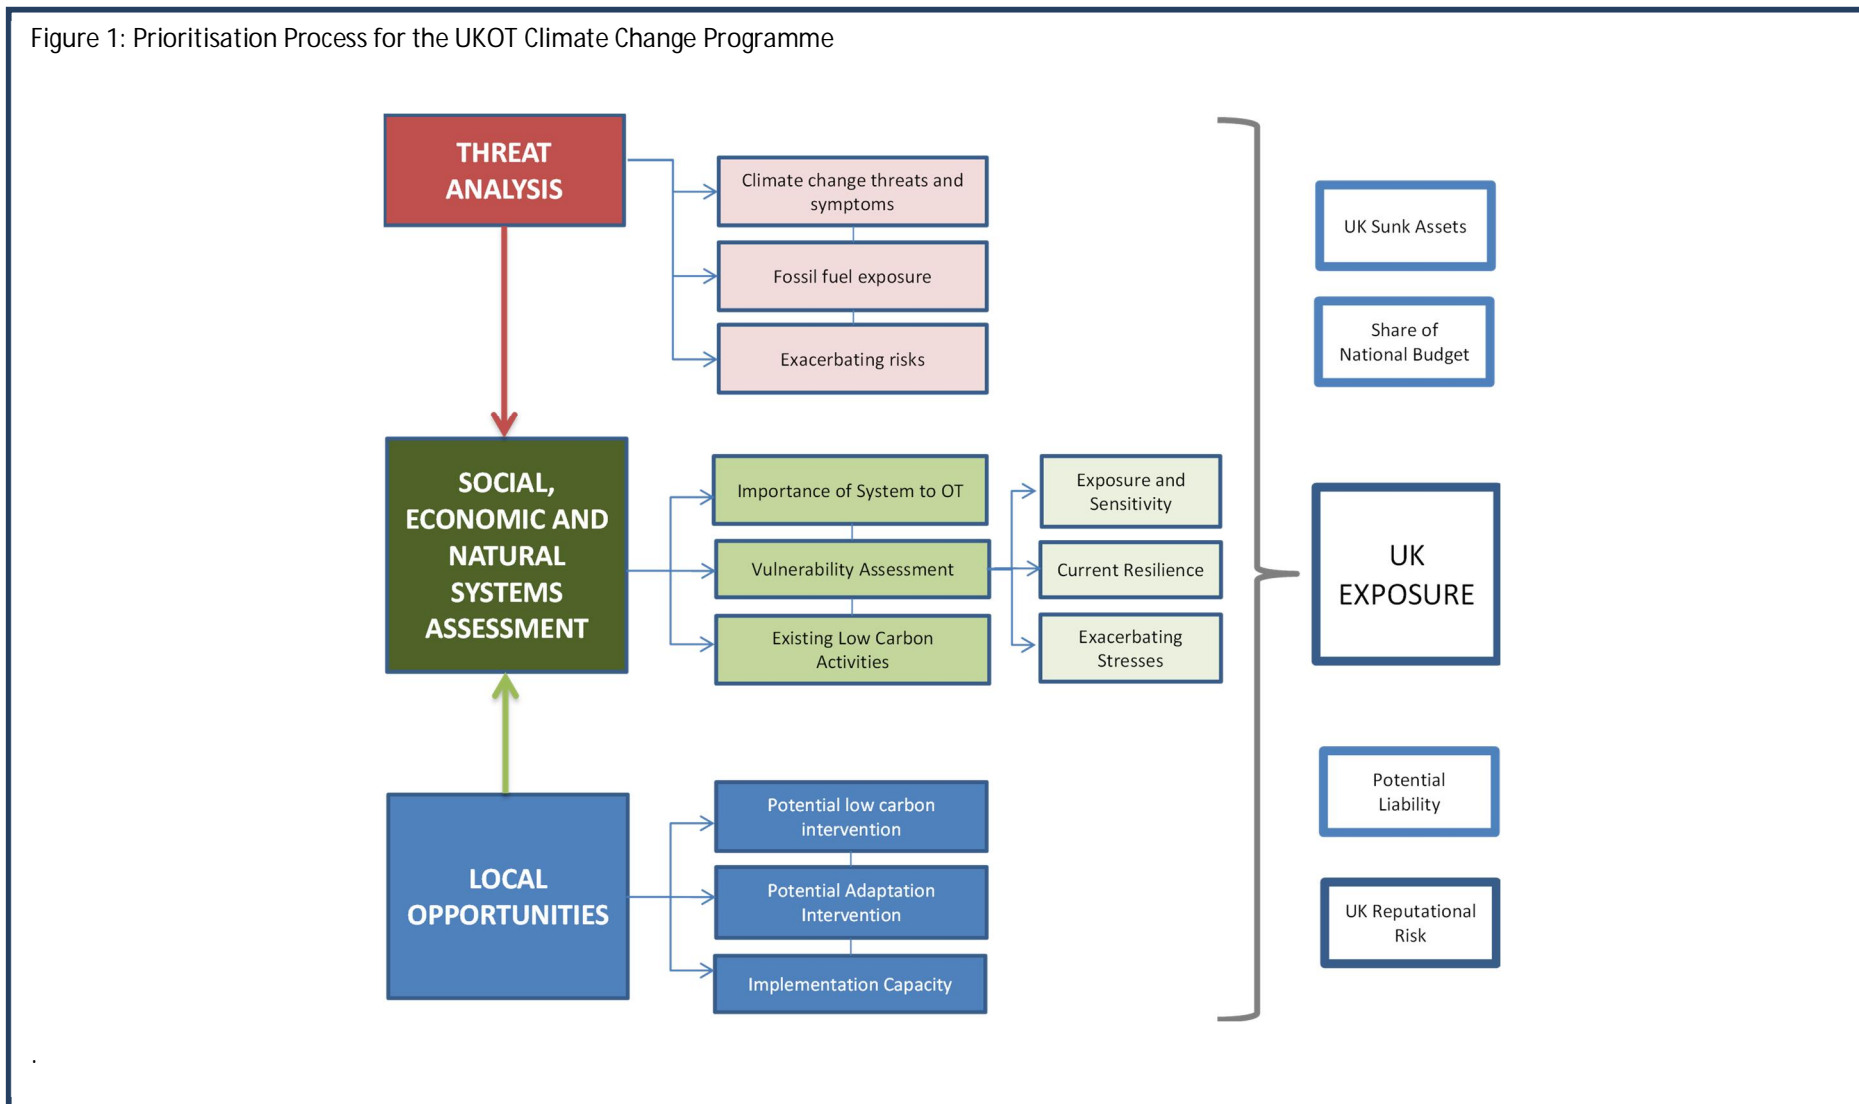 Figure 1: Prioritisation Process for the UKOT Climate Change Programme
THREAT
ANALYSIS
Climate change threats and
symptoms
Fossil fuel exposure
Exacerbating risks
SOCIAL,
ECONOMIC AND
NATURAL
SYSTEMS
ASSESSMENT
Importance of System to OT
Vulnerability Assessment
Existing Low Carbon
Activities
Exposure and
Sensitivity
Current Resilience
Exacerbating
Stresses
LOCAL
OPPORTUNITIES
Potential low carbon
intervention
Potential Adaptation
Intervention
Implementation Capacity
UK Sunk Assets
Share of
National Budget
UK
EXPOSURE
Potential
Liability
UK Reputational
Risk
.